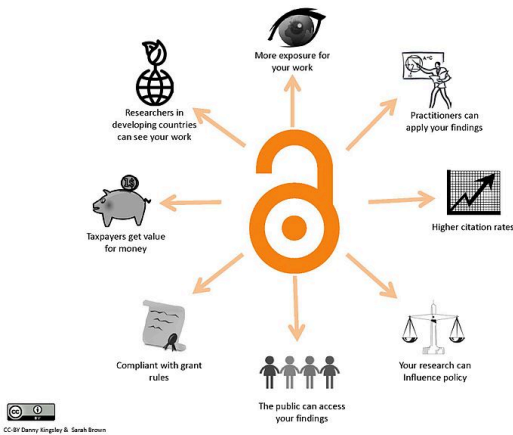 More exposure for
your work
Practitioners can
apply your findings
Higher citation rates
Your research can
Influence policy
The public can access
your findings
Compliant with grant
rules
Taxpayers get value
for money
Researchers in
developing countries
can see your work
cc
BY
CC-BY Danny Kingsley & Sarah Brown